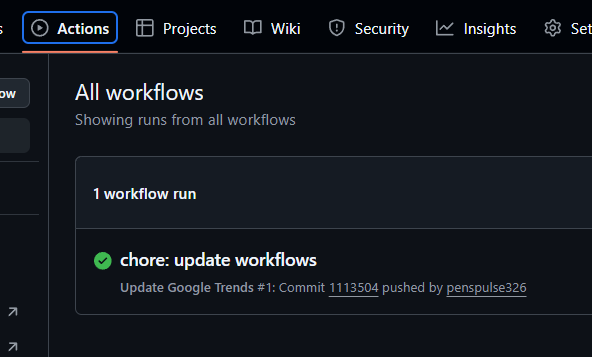 s Actions Projects Wiki Security Insights Set
ow
All workflows
Showing runs from all workflows
1 workflow run
chore: update workflows
Update Google Trends #1: Commit 1113504 pushed by penspulse326